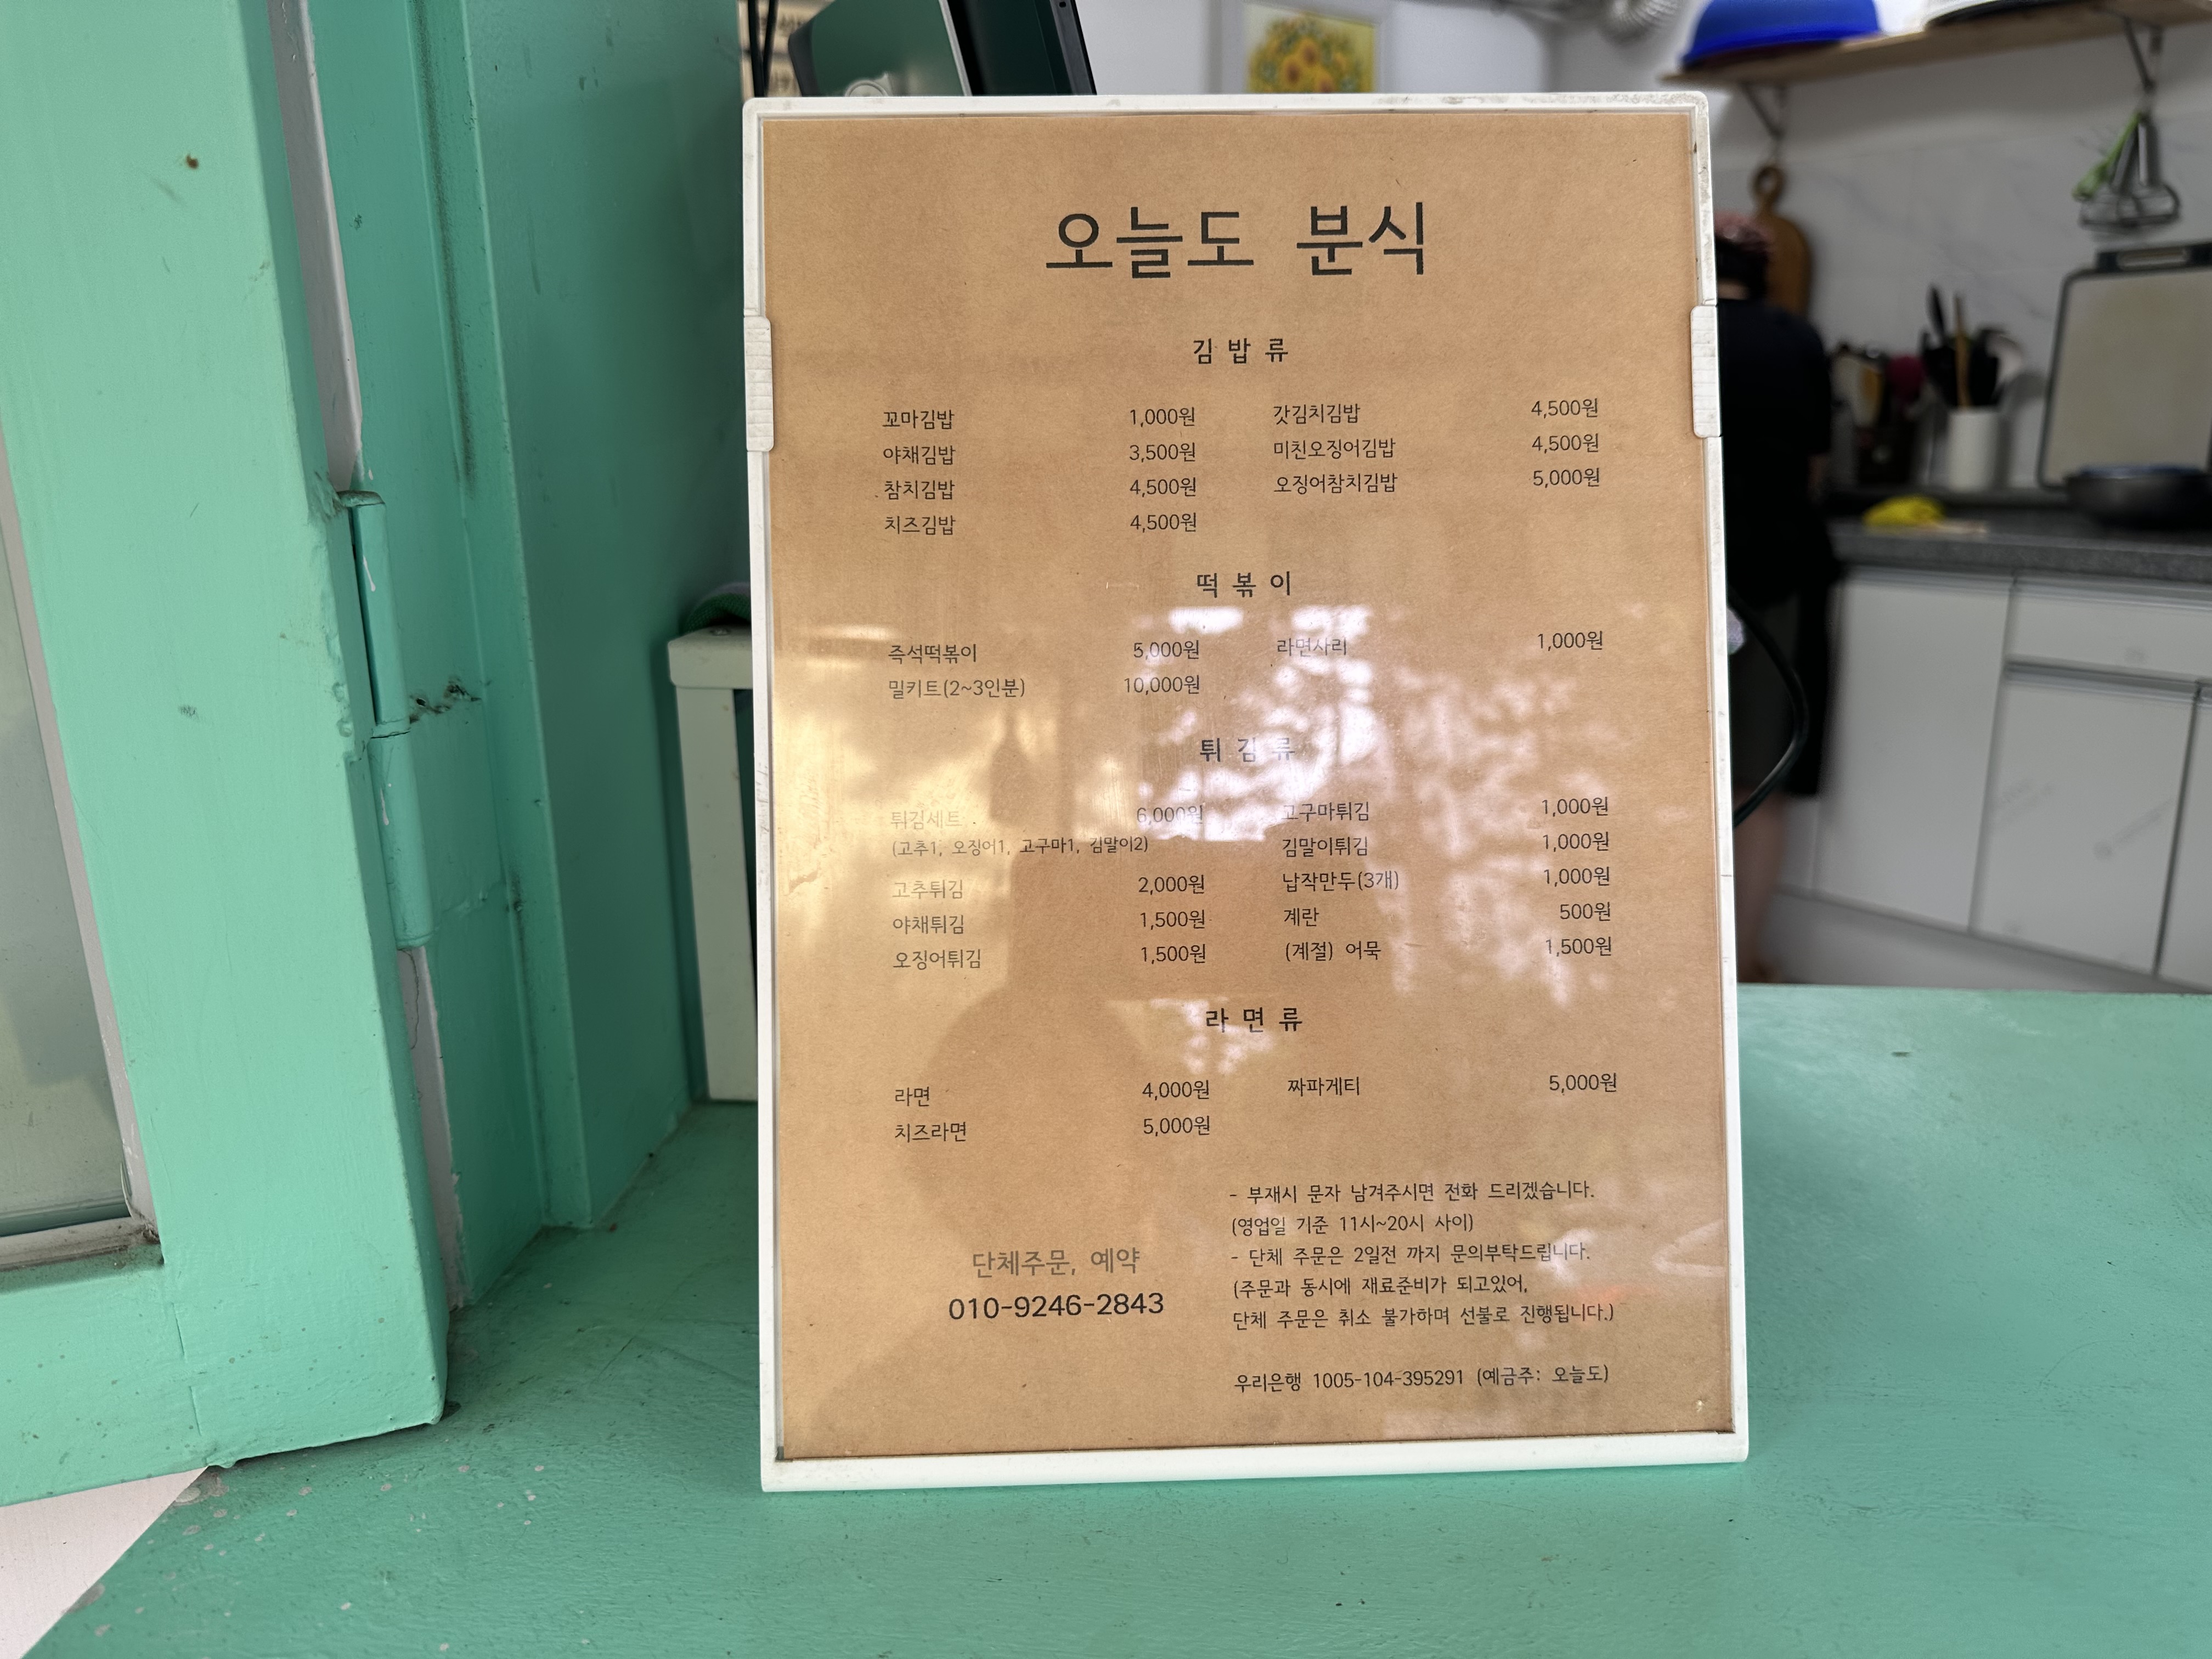 오늘도 분식
김밥류
꼬마김밥 1,000원 갓김치김밥 4,500원
야채김밥 3,500원 미친오징어김밥 4,500원
참치김밥 4,500원 오징어참치김밥 5,000원
치즈김밥 4,500원
떡볶이
즉석떡볶이 5,000원 라면사리 1,000원
밀키트(2~3인분) 10,000원
튀김류
튀김세트 6,000원 고구마튀김 1,000원
(고추1, 오징어1, 고구마1, 김말이2) 김말이튀김 1,000원
고추튀김 2,000원 납작만두(3개) 1,000원
야채튀김 1,500원 계란 500원
오징어튀김 1,500원 (계절) 어묵 1,500원
라면류
라면 4,000원 짜파게티 5,000원
치즈라면 5,000원
단체주문, 예약
010-9246-2843
- 부재시 문자 남겨주시면 전화 드리겠습니다.
(영업일 기준 11시~20시 사이)
- 단체 주문은 2일전 까지 문의부탁드립니다.
(주문과 동시에 재료준비가 되고있어,
단체 주문은 취소 불가하며 선불로 진행됩니다.)
우리은행 1005-104-395291 (예금주: 오늘도)